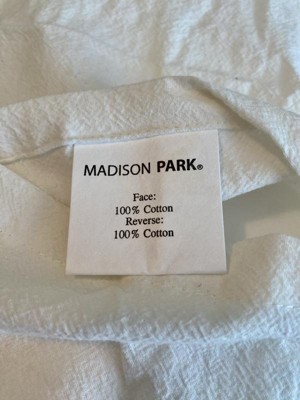 MADISON PARK®
Face:
100% Cotton
Reverse:
100% Cotton